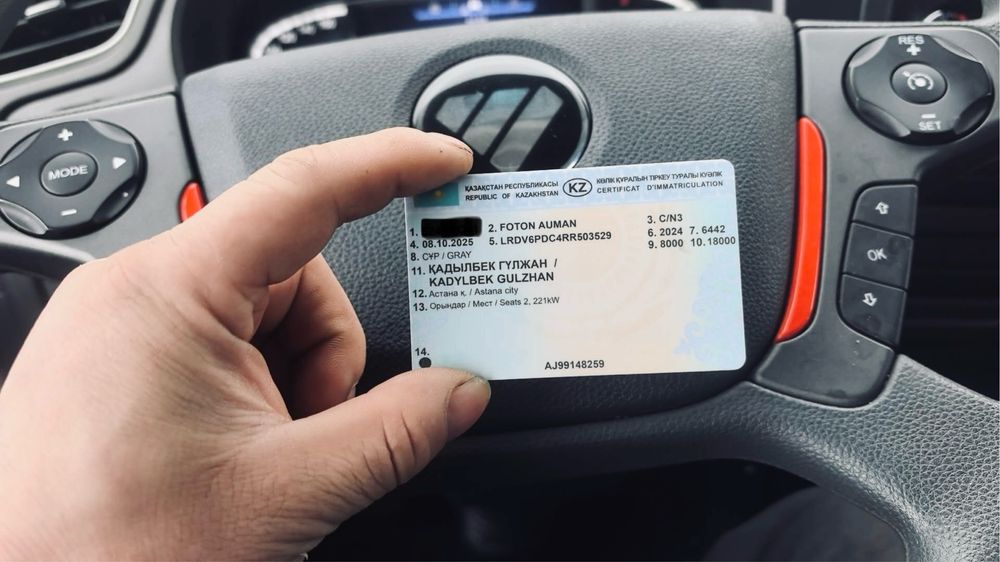 RES
+
−
SET
+
MODE
−
OK
ҚАЗАҚСТАН РЕСПУБЛИКАСЫ
REPUBLIC OF KAZAKHSTAN
KZ
КӨЛІК ҚҰРАЛЫН ТІРКЕУ ТУРАЛЫ КУӘЛІК
CERTIFICAT D'IMMATRICULATION
1.
2. FOTON AUMAN
3. C/N3
4. 08.10.2025
5. LRDV6PDC4RR503529
6. 2024 7. 6442
8. СҰР / GRAY
9. 8000 10. 18000
11. ҚАДЫЛБЕК ГҮЛЖАН /
KADYLBEK GULZHAN
12. Астана қ. / Astana city
13. Орындар / Мест / Seats 2, 221kW
14.
AJ99148259